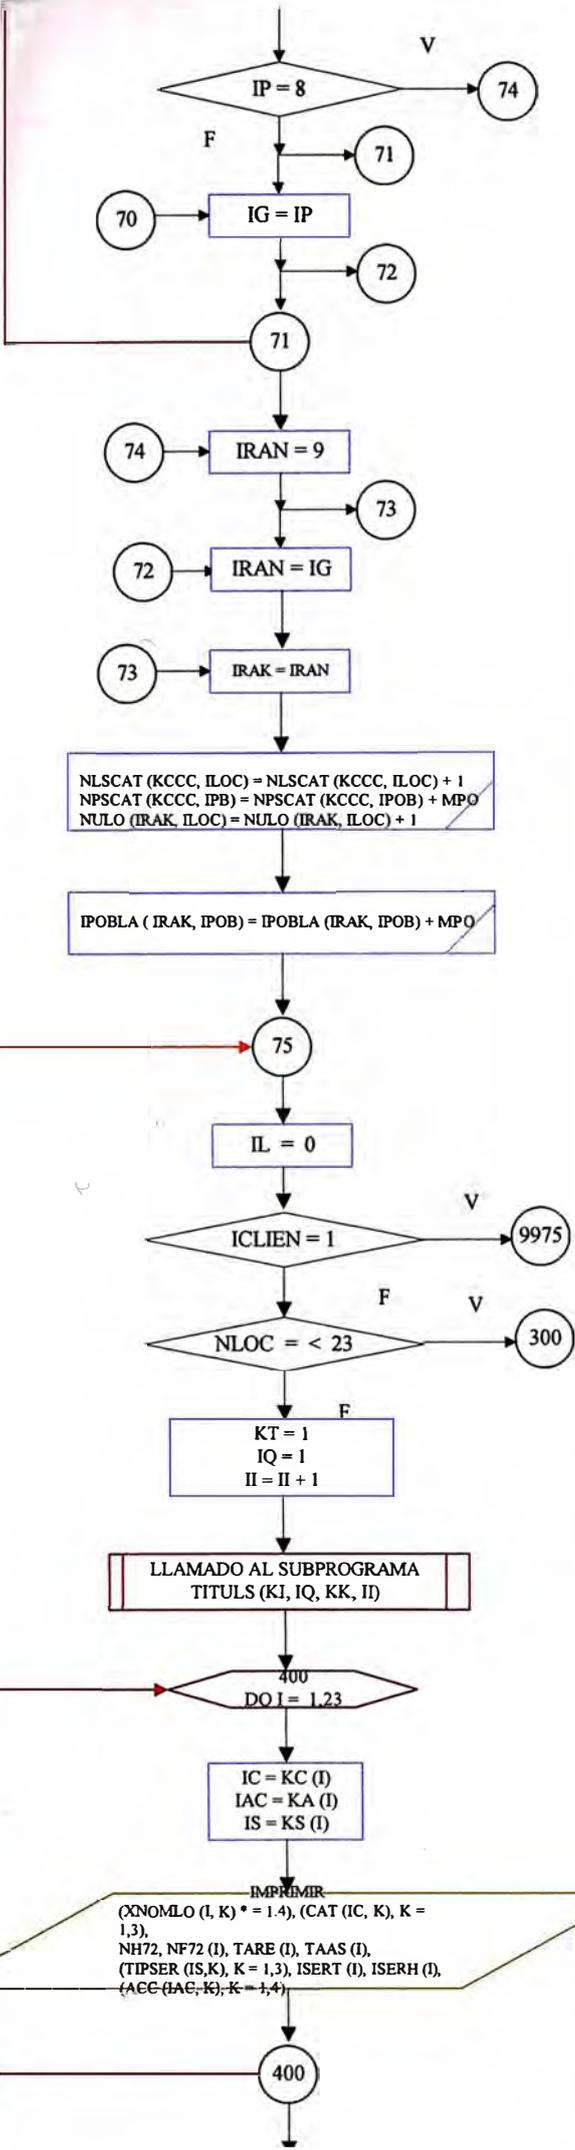 V
IP = 8
74
F
71
70
IG = IP
72
71
74
IRAN = 9
73
72
IRAN = IG
73
IRAK = IRAN
NLSCAT (KCCC, ILOC) = NLSCAT (KCCC, ILOC) + 1
NPSCAT (KCCC, IPB) = NPSCAT (KCCC, IPOB) + MPO
NULO (IRAK, ILOC) = NULO (IRAK, ILOC) + 1
IPOBLA ( IRAK, IPOB) = IPOBLA (IRAK, IPOB) + MPO
75
IL = 0
V
ICLIEN = 1
9975
F
V
NLOC = < 23
300
F
KT = 1
IQ = 1
II = II + 1
LLAMADO AL SUBPROGRAMA
TITULS (KI, IQ, KK, II)
400
DO I = 1,23
IC = KC (I)
IAC = KA (I)
IS = KS (I)
IMPRIMIR
(XNOMLO (I, K) * = 1.4), (CAT (IC, K), K =
1,3),
NH72, NF72 (I), TARE (I), TAAS (I),
(TIPSER (IS,K), K = 1,3), ISERT (I), ISERH (I),
(ACC (IAC, K), K = 1,4)
400